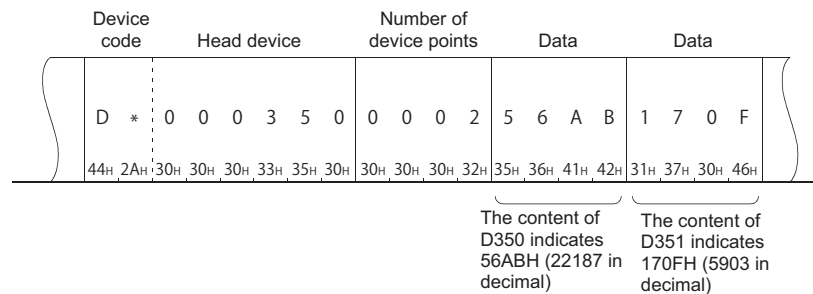 Device code
Head device
Number of device points
Data
Data
D * 0 0 0 3 5 0 0 0 0 2 5 6 A B 1 7 0 F
44H 2AH 30H 30H 30H 33H 35H 30H 30H 30H 30H 32H 35H 36H 41H 42H 31H 37H 30H 46H
The content of
D350 indicates
56ABH (22187 in
decimal)
The content of
D351 indicates
170FH (5903 in
decimal)